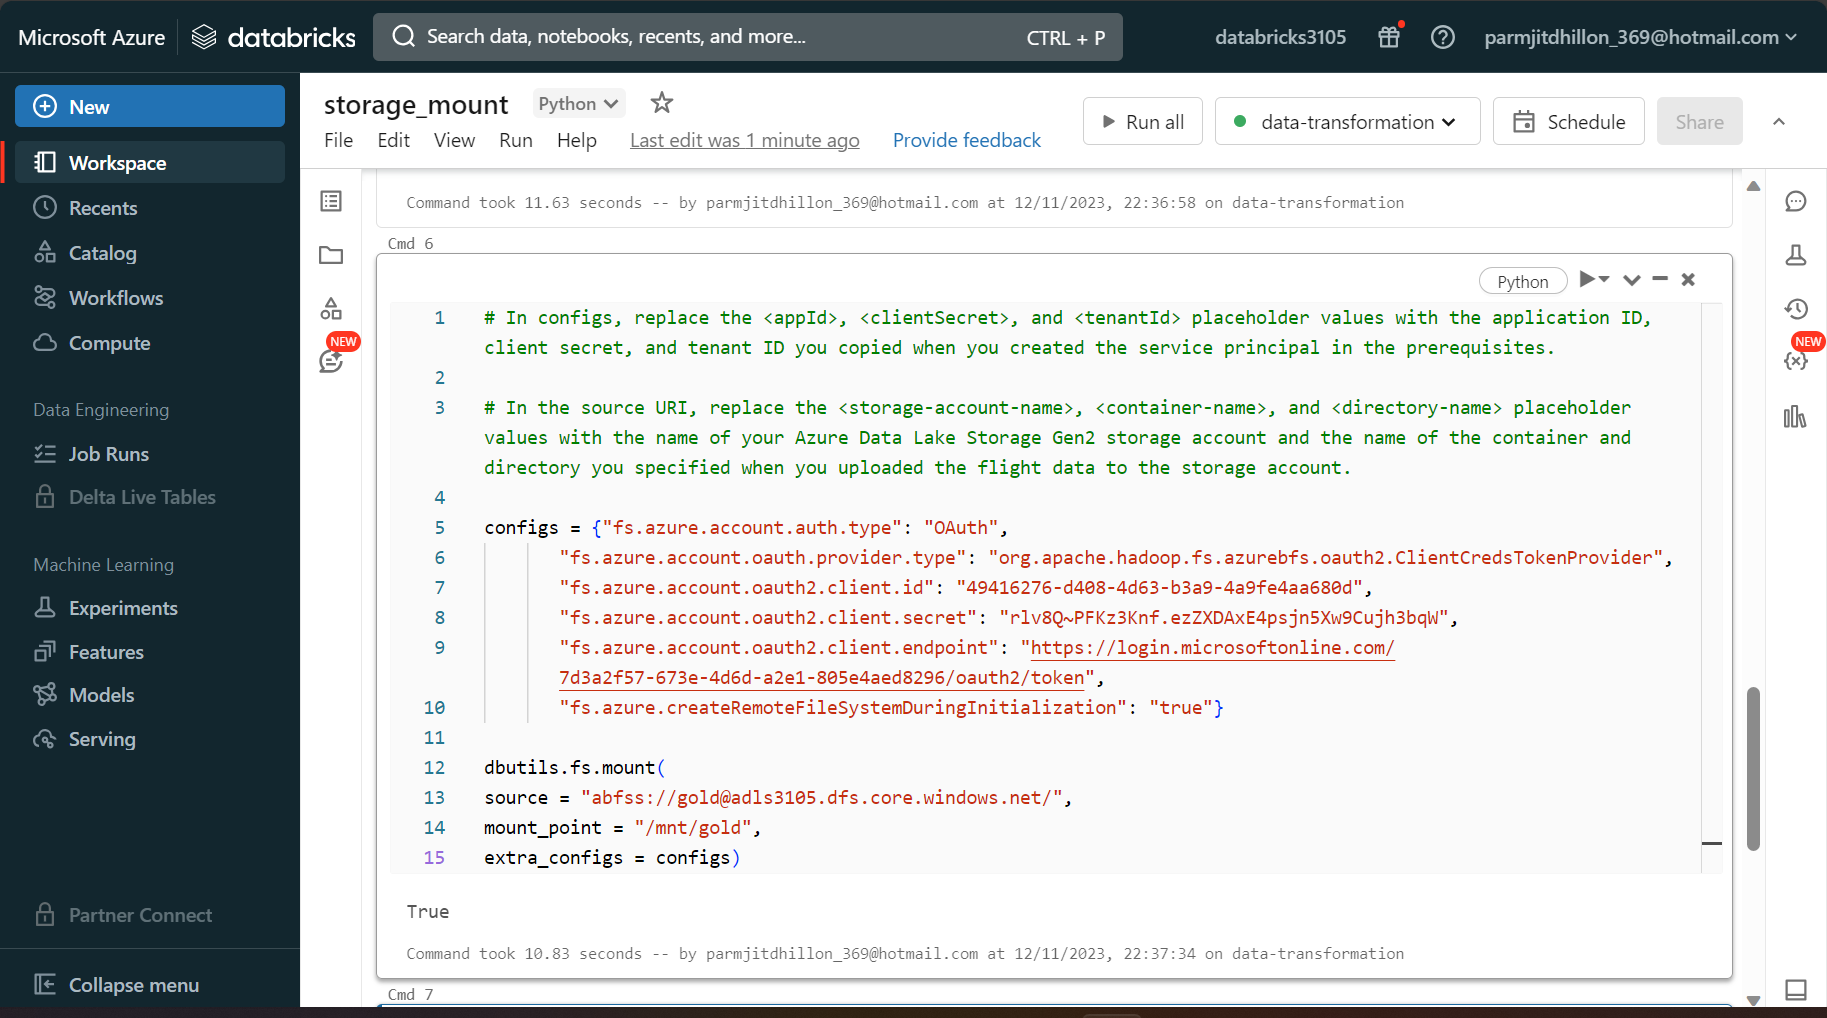 Microsoft Azure
databricks
Search data, notebooks, recents, and more...
CTRL + P
databricks3105
parmjitdhillon_369@hotmail.com
New
Workspace
Recents
Catalog
Workflows
Compute
Data Engineering
Job Runs
Delta Live Tables
Machine Learning
Experiments
Features
Models
Serving
Partner Connect
Collapse menu
storage_mount
Python
File Edit View Run Help Last edit was 1 minute ago Provide feedback
Run all
data-transformation
Schedule
Share
NEW
NEW
Command took 11.63 seconds -- by parmjitdhillon_369@hotmail.com at 12/11/2023, 22:36:58 on data-transformation
Cmd 6
Python
1 # In configs, replace the <appId>, <clientSecret>, and <tenantId> placeholder values with the application ID,
client secret, and tenant ID you copied when you created the service principal in the prerequisites.
2
3 # In the source URI, replace the <storage-account-name>, <container-name>, and <directory-name> placeholder
values with the name of your Azure Data Lake Storage Gen2 storage account and the name of the container and
directory you specified when you uploaded the flight data to the storage account.
4
5 configs = {"fs.azure.account.auth.type": "OAuth",
6 "fs.azure.account.oauth.provider.type": "org.apache.hadoop.fs.azurebfs.oauth2.ClientCredsTokenProvider",
7 "fs.azure.account.oauth2.client.id": "49416276-d408-4d63-b3a9-4a9fe4aa680d",
8 "fs.azure.account.oauth2.client.secret": "rlv8Q~PFKz3Knf.ezZXDAxE4psjn5Xw9Cujh3bqW",
9 "fs.azure.account.oauth2.client.endpoint": "https://login.microsoftonline.com/
7d3a2f57-673e-4d6d-a2e1-805e4aed8296/oauth2/token",
10 "fs.azure.createRemoteFileSystemDuringInitialization": "true"}
11
12 dbutils.fs.mount(
13 source = "abfss://gold@adls3105.dfs.core.windows.net/",
14 mount_point = "/mnt/gold",
15 extra_configs = configs)
True
Command took 10.83 seconds -- by parmjitdhillon_369@hotmail.com at 12/11/2023, 22:37:34 on data-transformation
Cmd 7